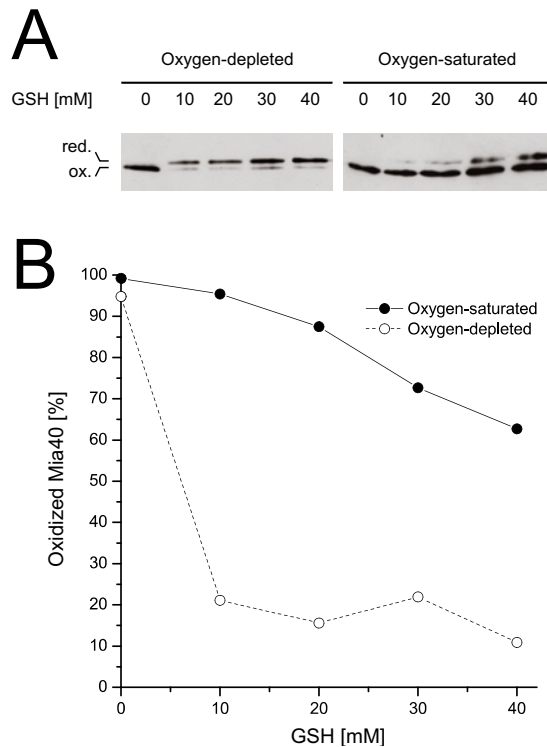 A
Oxygen-depleted Oxygen-saturated
GSH [mM] 0 10 20 30 40 0 10 20 30 40
red.
ox.
B
100
90
80
70
60
50
40
30
20
10
0
Oxidized Mia40 [%]
Oxygen-saturated
Oxygen-depleted
0 10 20 30 40
GSH [mM]